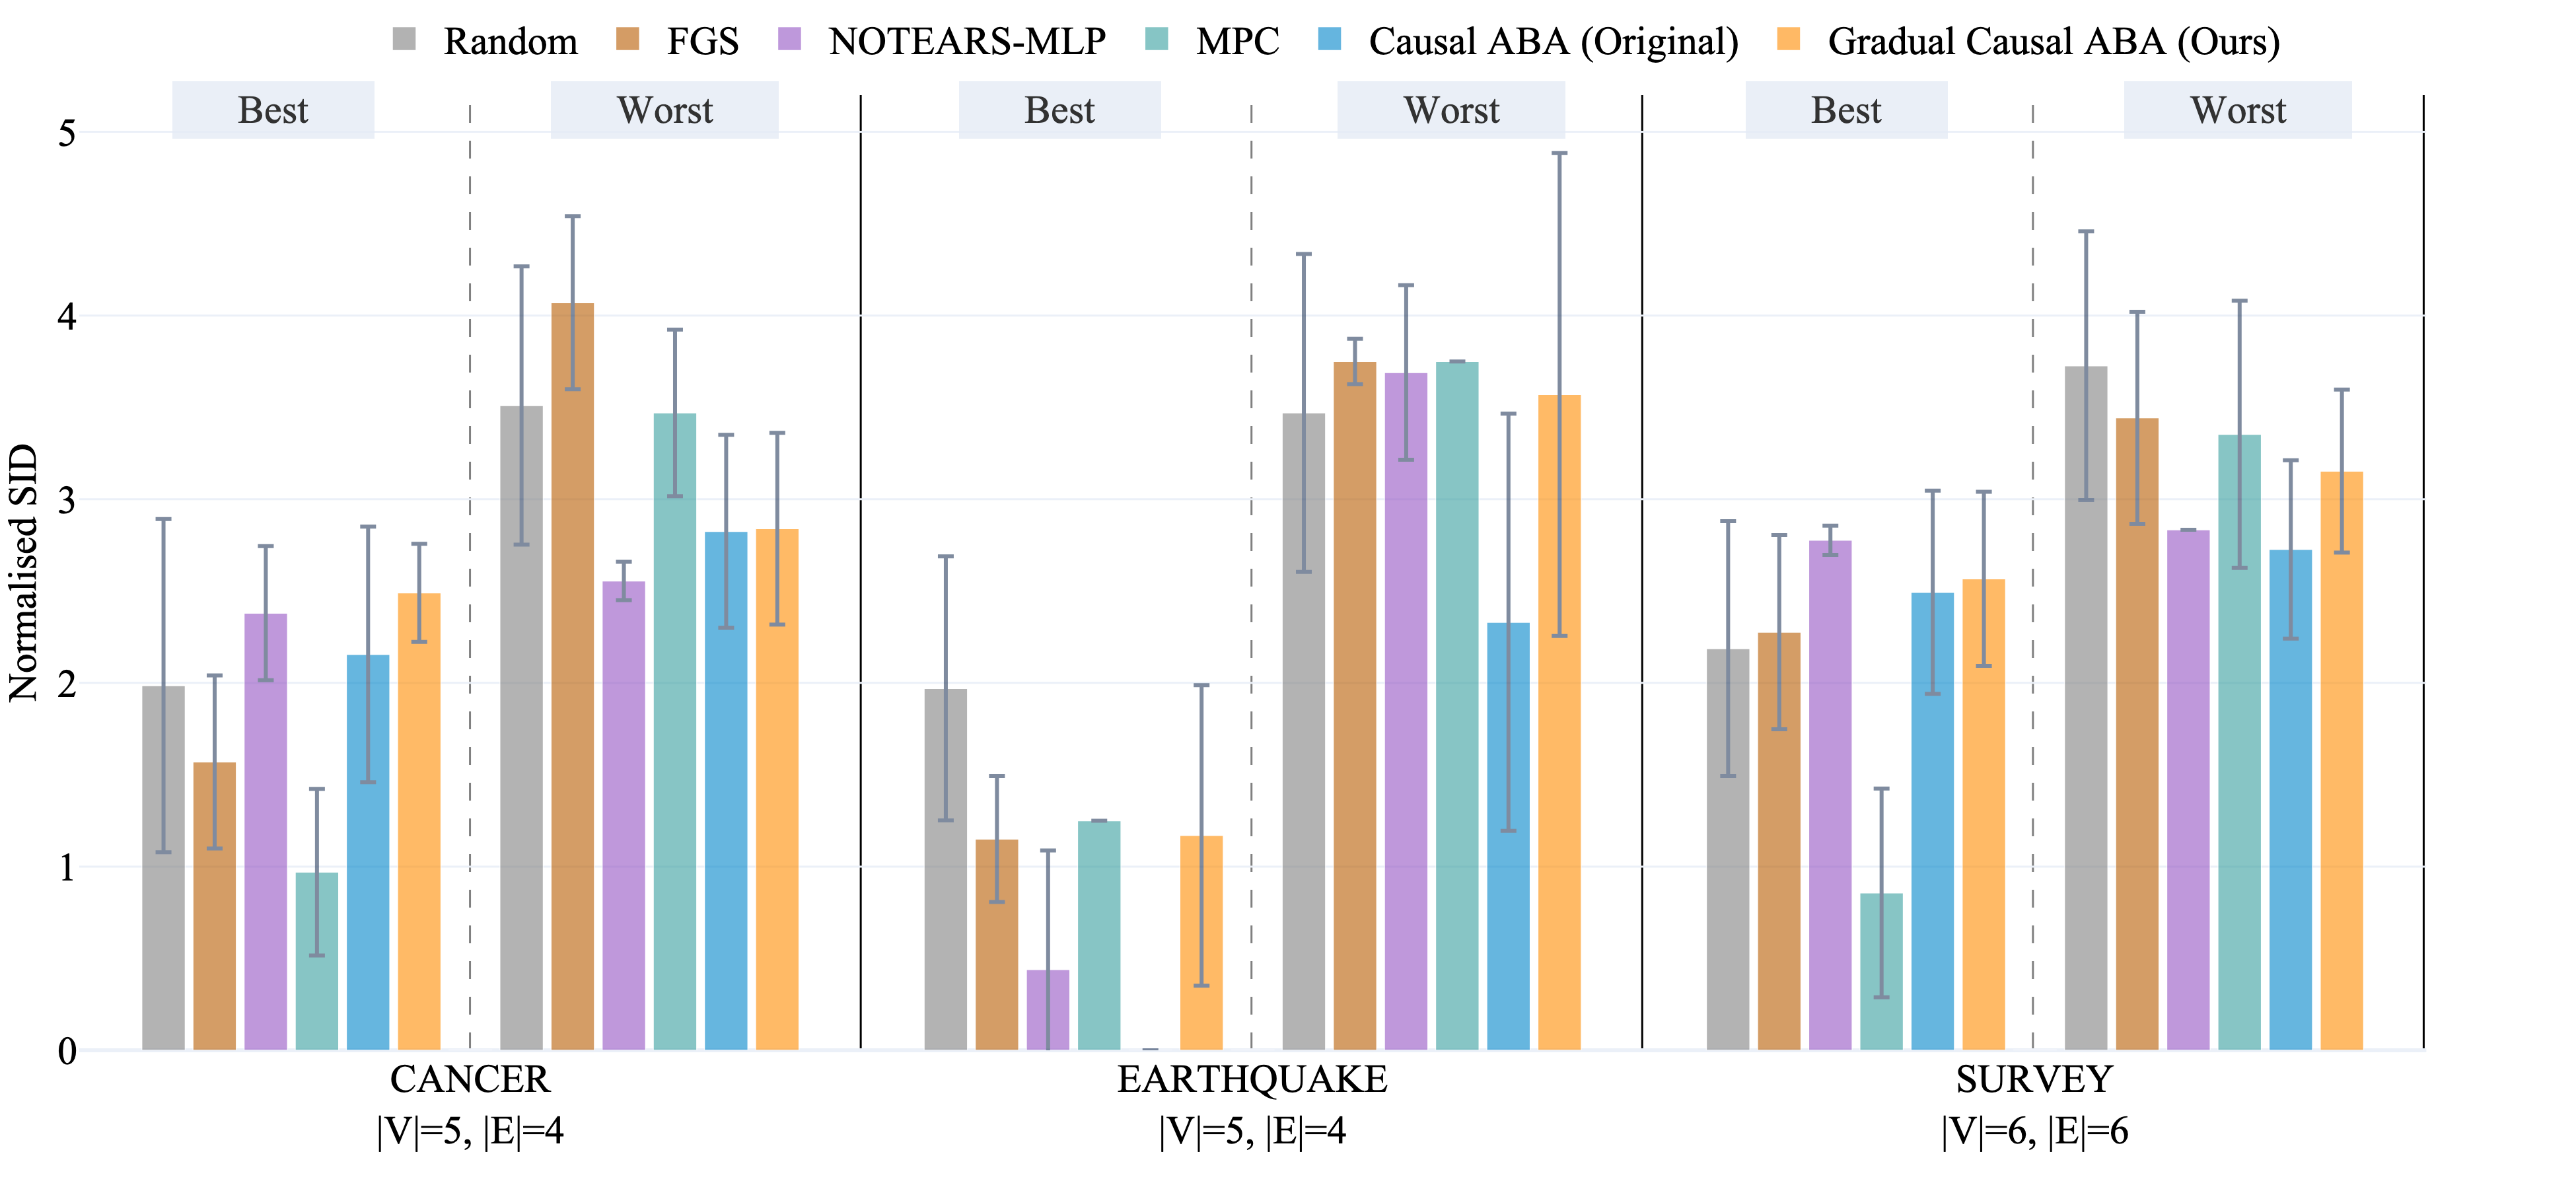 Random FGS NOTEARS-MLP MPC Causal ABA (Original) Gradual Causal ABA (Ours)
Best Worst Best Worst Best Worst
5
4
3
2
1
0
Normalised SID
CANCER EARTHQUAKE SURVEY
|V|=5, |E|=4 |V|=5, |E|=4 |V|=6, |E|=6